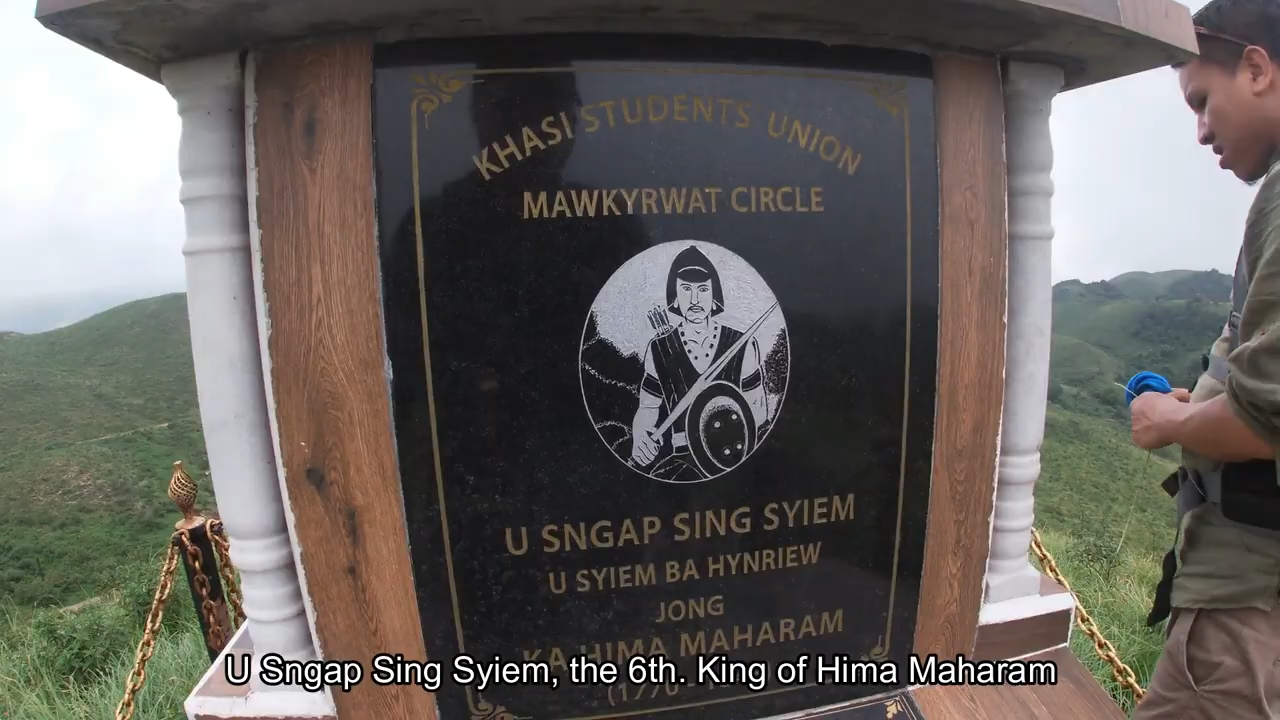 KHASI STUDENTS' UNION
MAWKYRWAT CIRCLE
U SNGAP SING SYIEM
U SYIEM BA HYNRIEW
JONG
KA HIMA MAHARAM
U Sngap Sing Syiem, the 6th. King of Hima Maharam